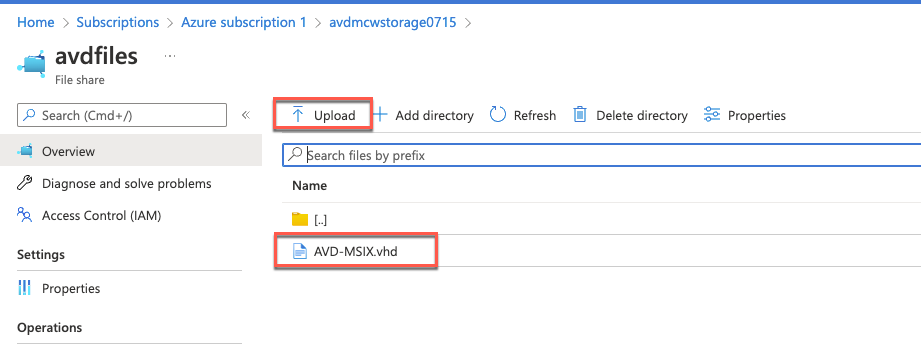 Home > Subscriptions > Azure subscription 1 > avdmcwstorage0715 >
avdfiles ...
File share
Search (Cmd+/) «
Overview
Diagnose and solve problems
Access Control (IAM)
Settings
Properties
Operations
Upload Add directory Refresh Delete directory Properties
Search files by prefix
Name
[..]
AVD-MSIX.vhd